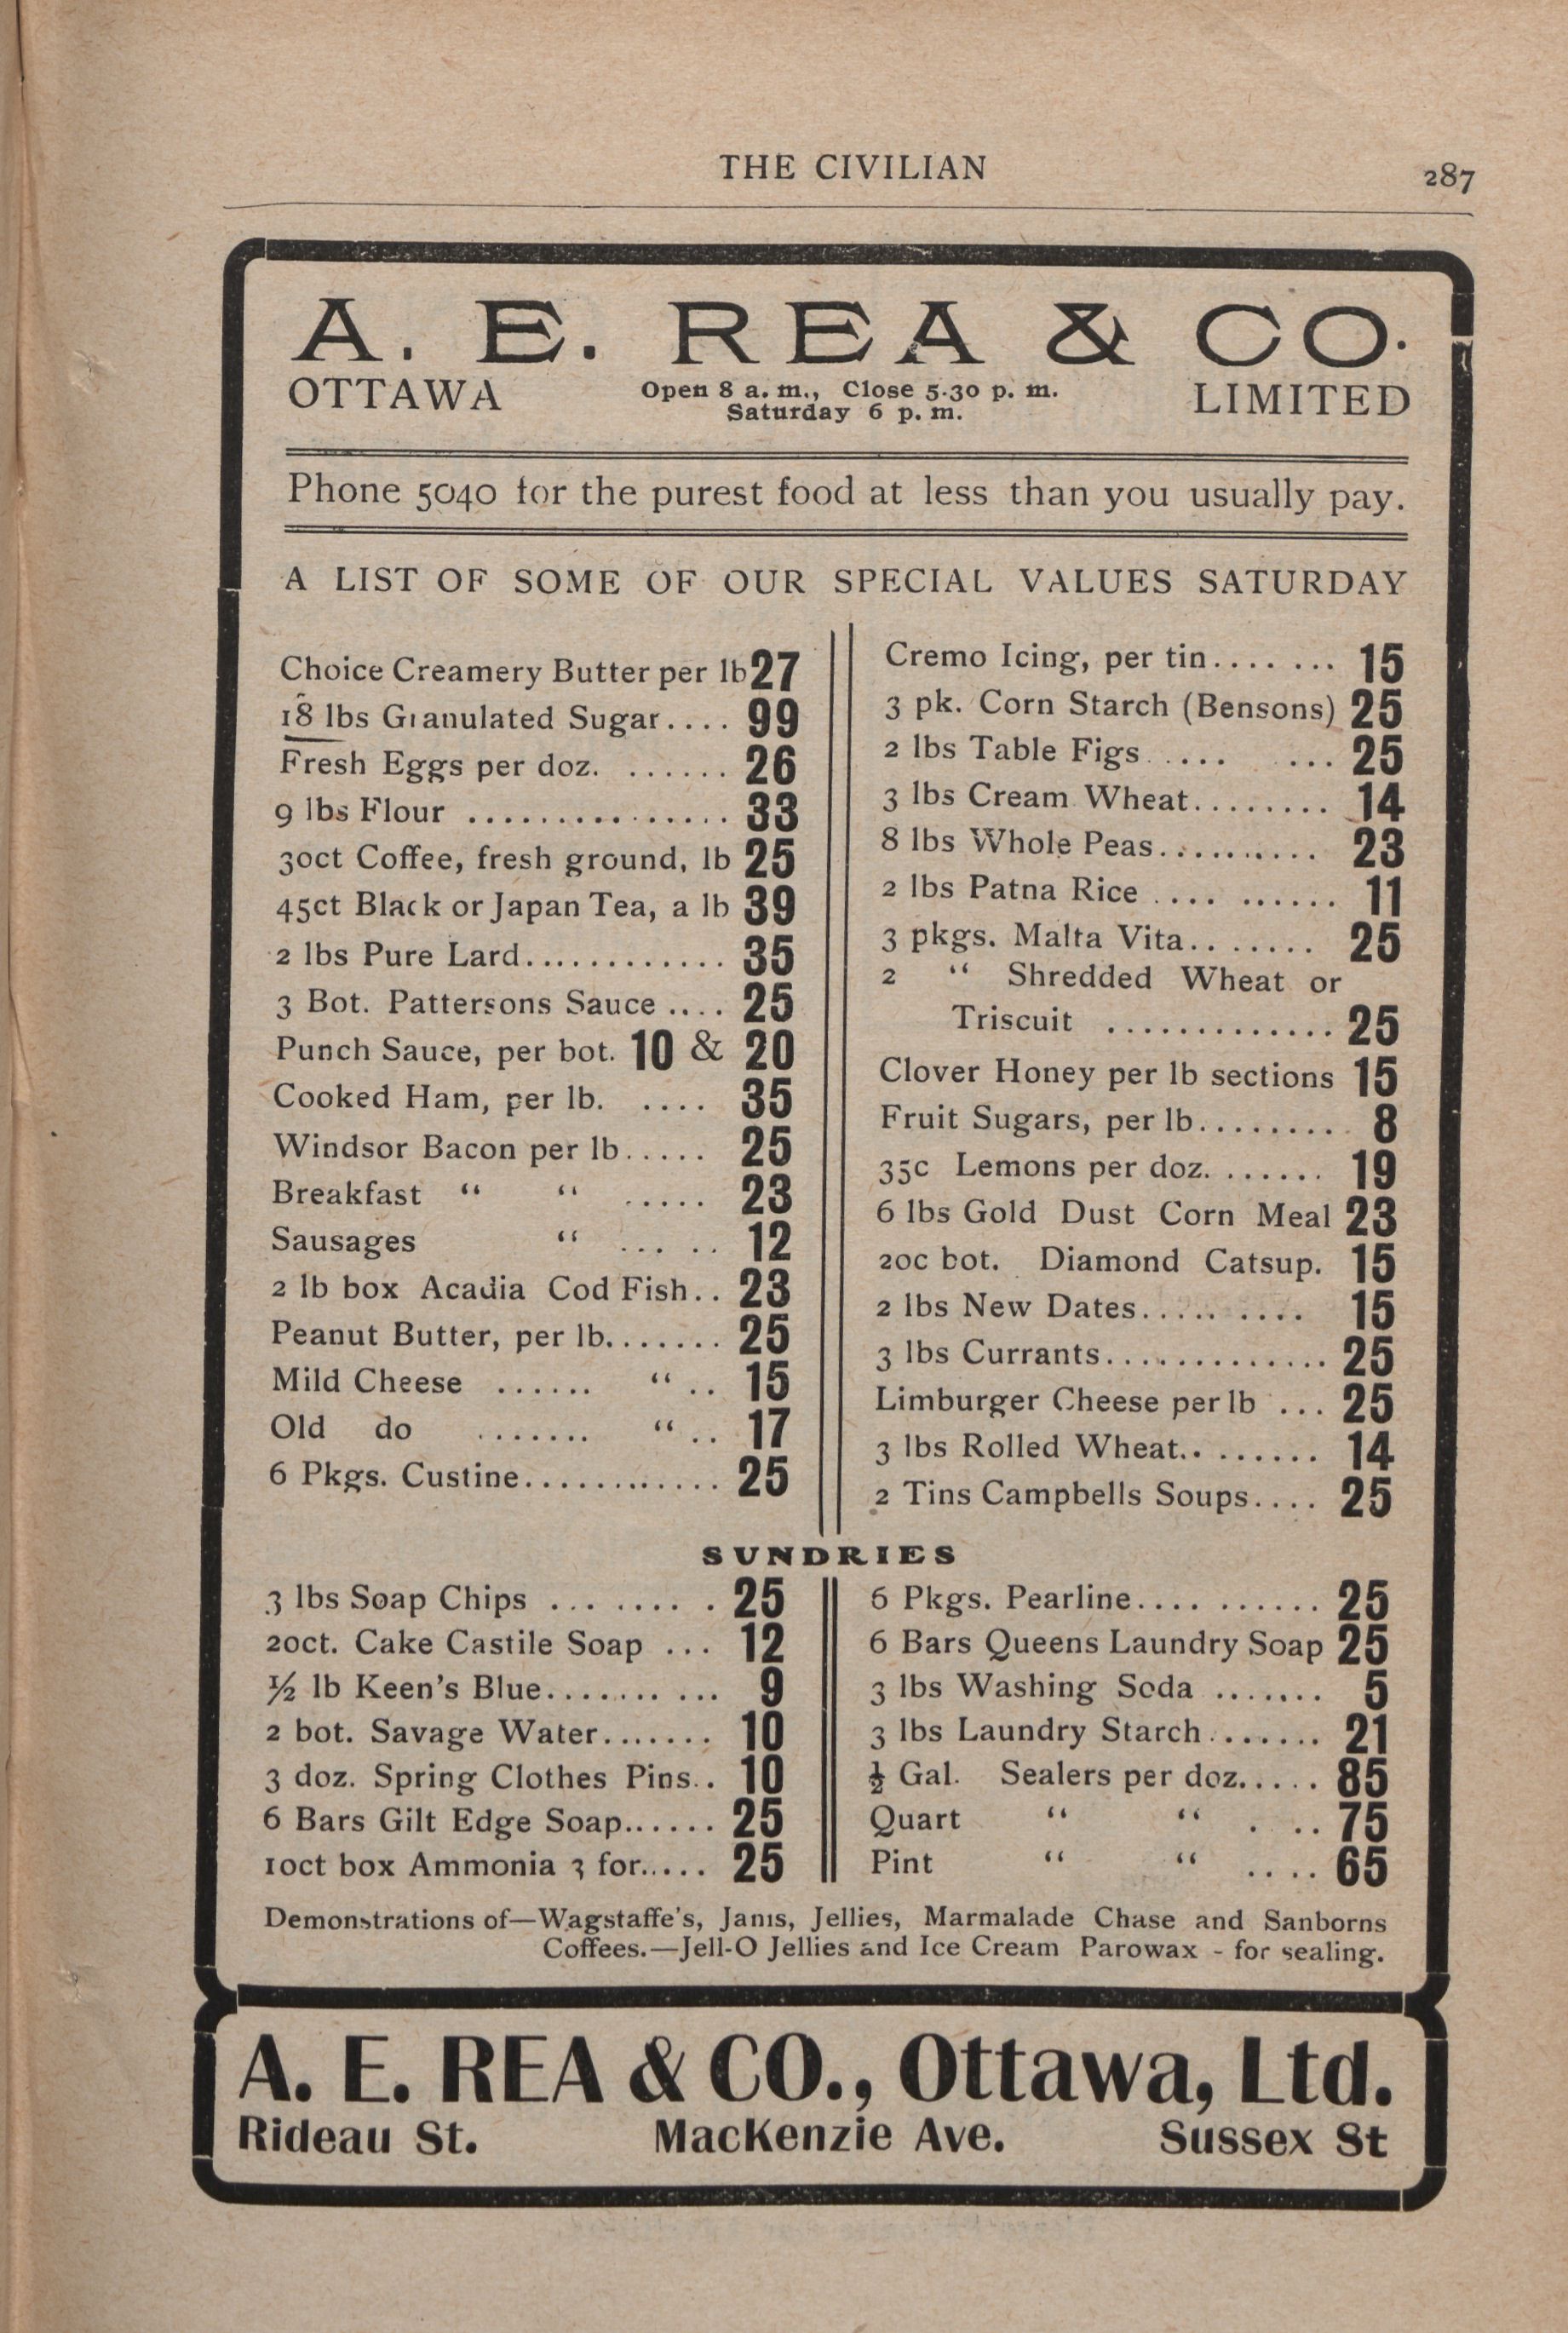 THE CIVILIAN
287
A. E. REA & CO.
OTTAWA
Open 8 a. m., Close 5.30 p. m.
Saturday 6 p. m.
LIMITED
Phone 5040 for the purest food at less than you usually pay.
A LIST OF SOME OF OUR SPECIAL VALUES SATURDAY
Choice Creamery Butter per lb 27
18 lbs Granulated Sugar.... 99
Fresh Eggs per doz. ...... 26
9 lbs Flour ............... 33
30ct Coffee, fresh ground, lb 25
45ct Black or Japan Tea, a lb 39
2 lbs Pure Lard............ 35
3 Bot. Pattersons Sauce .... 25
Punch Sauce, per bot. 10 & 20
Cooked Ham, per lb. .... 35
Windsor Bacon per lb..... 25
Breakfast " " ..... 23
Sausages " ... .. 12
2 lb box Acadia Cod Fish.. 23
Peanut Butter, per lb....... 25
Mild Cheese ...... " .. 15
Old do ....... " .. 17
6 Pkgs. Custine............ 25
Cremo Icing, per tin.... ... 15
3 pk. Corn Starch (Bensons) 25
2 lbs Table Figs..... ... 25
3 lbs Cream Wheat........ 14
8 lbs Whole Peas.......... 23
2 lbs Patna Rice .... ...... 11
3 pkgs. Malta Vita.. ..... 25
2 " Shredded Wheat or
Triscuit ............. 25
Clover Honey per lb sections 15
Fruit Sugars, per lb......... 8
35c Lemons per doz. ...... 19
6 lbs Gold Dust Corn Meal 23
20c bot. Diamond Catsup. 15
2 lbs New Dates..... .... 15
3 lbs Currants............. 25
Limburger Cheese per lb ... 25
3 lbs Rolled Wheat.. ...... 14
2 Tins Campbells Soups.... 25
SUNDRIES
3 lbs Soap Chips ... .... . 25
20ct. Cake Castile Soap ... 12
½ lb Keen's Blue....... ... 9
2 bot. Savage Water....... 10
3 doz. Spring Clothes Pins.. 10
6 Bars Gilt Edge Soap...... 25
10ct box Ammonia 3 for..... 25
6 Pkgs. Pearline.... ...... 25
6 Bars Queens Laundry Soap 25
3 lbs Washing Soda ....... 5
3 lbs Laundry Starch....... 21
½ Gal. Sealers per doz..... 85
Quart " " . .. 75
Pint " " .... 65
Demonstrations of—Wagstaffe's, Jams, Jellies, Marmalade Chase and Sanborns
Coffees.—Jell-O Jellies and Ice Cream Parowax - for sealing.
A. E. REA & CO., Ottawa, Ltd.
Rideau St. MacKenzie Ave. Sussex St